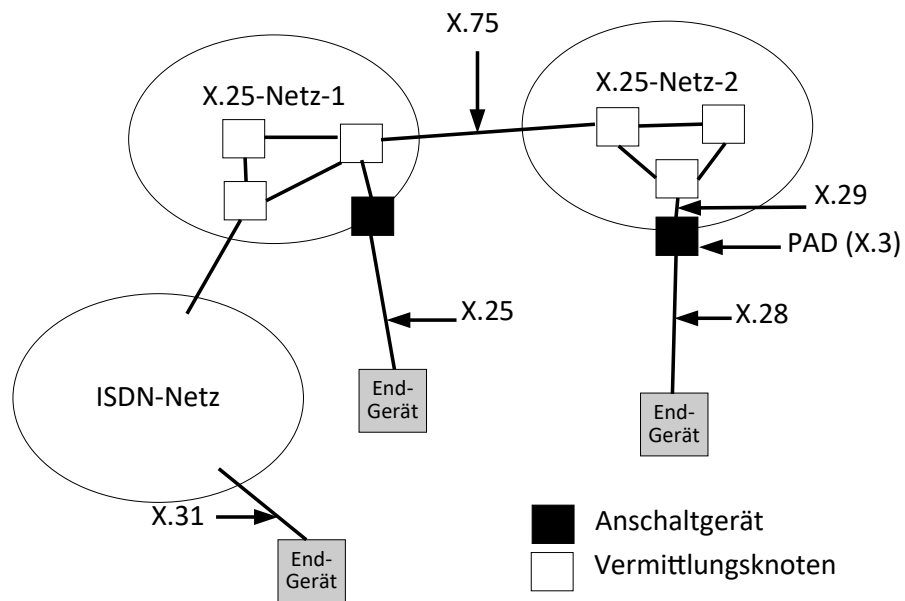 X.75
X.25-Netz-1
X.25-Netz-2
X.29
PAD (X.3)
X.25
X.28
ISDN-Netz
End-
Gerät
End-
Gerät
X.31
Anschaltgerät
End-
Gerät
Vermittlungsknoten